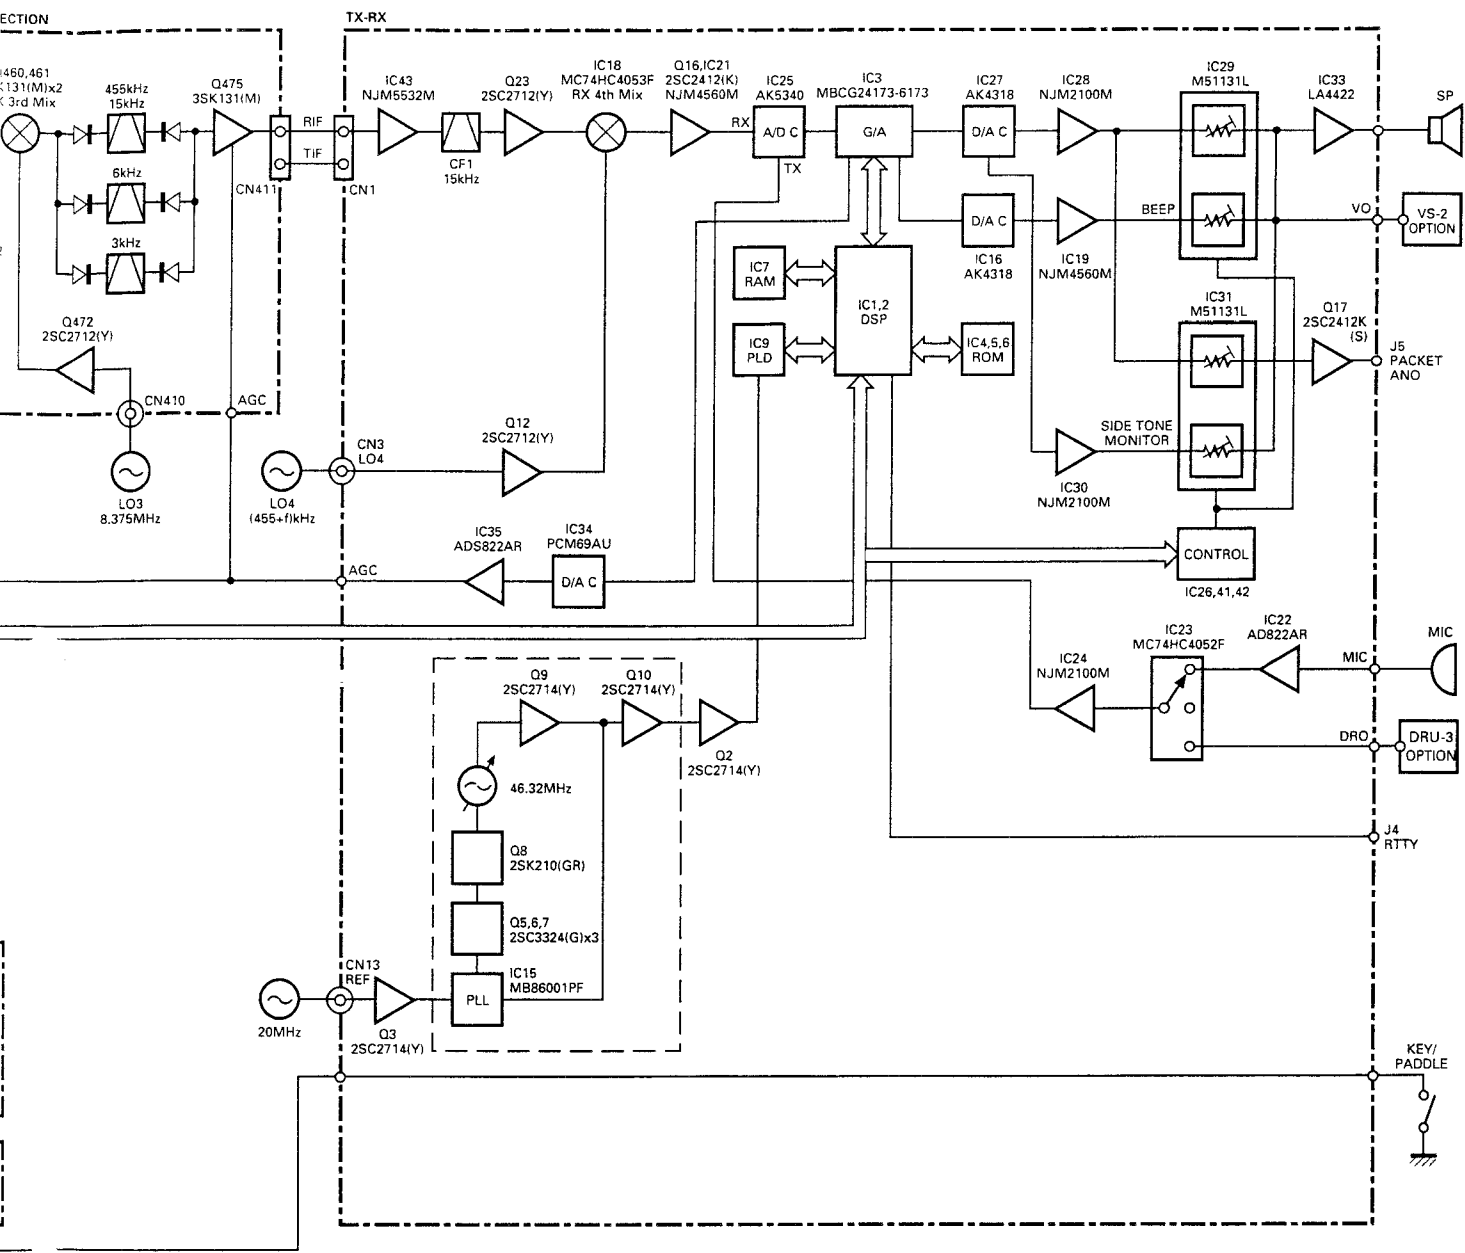 ECTION
TX-RX
460,461
K131(M)x2
3rd Mix
455kHz
15kHz
Q475
3SK131(M)
6kHz
3kHz
Q472
2SC2712(Y)
CN410
LO3
8.375MHz
AGC
CN411
RIF
TIF
CN1
IC43
NJM5532M
CF1
15kHz
Q23
2SC2712(Y)
IC18
MC74HC4053F
RX 4th Mix
Q16,IC21
2SC2412(K)
NJM4560M
RX
IC25
AK5340
A/D C
TX
IC3
MBCG24173-6173
G/A
IC27
AK4318
D/A C
IC28
NJM2100M
IC29
M51131L
IC33
LA4422
SP
D/A C
IC16
AK4318
IC19
NJM4560M
BEEP
VO
VS-2
OPTION
IC7
RAM
IC1,2
DSP
IC9
PLD
IC4,5,6
ROM
IC31
M51131L
Q17
2SC2412K
(S)
J5
PACKET
ANO
SIDE TONE
MONITOR
IC30
NJM2100M
CONTROL
IC26,41,42
Q12
2SC2712(Y)
CN3
LO4
LO4
(455+f)kHz
AGC
IC35
ADS822AR
IC34
PCM69AU
D/A C
IC24
NJM2100M
IC23
MC74HC4052F
IC22
AD822AR
MIC
MIC
DRO
DRU-3
OPTION
Q9
2SC2714(Y)
Q10
2SC2714(Y)
Q2
2SC2714(Y)
46.32MHz
Q8
2SK210(GR)
Q5,6,7
2SC3324(G)x3
IC15
MB86001PF
PLL
CN13
REF
20MHz
Q3
2SC2714(Y)
J4
RTTY
KEY/
PADDLE